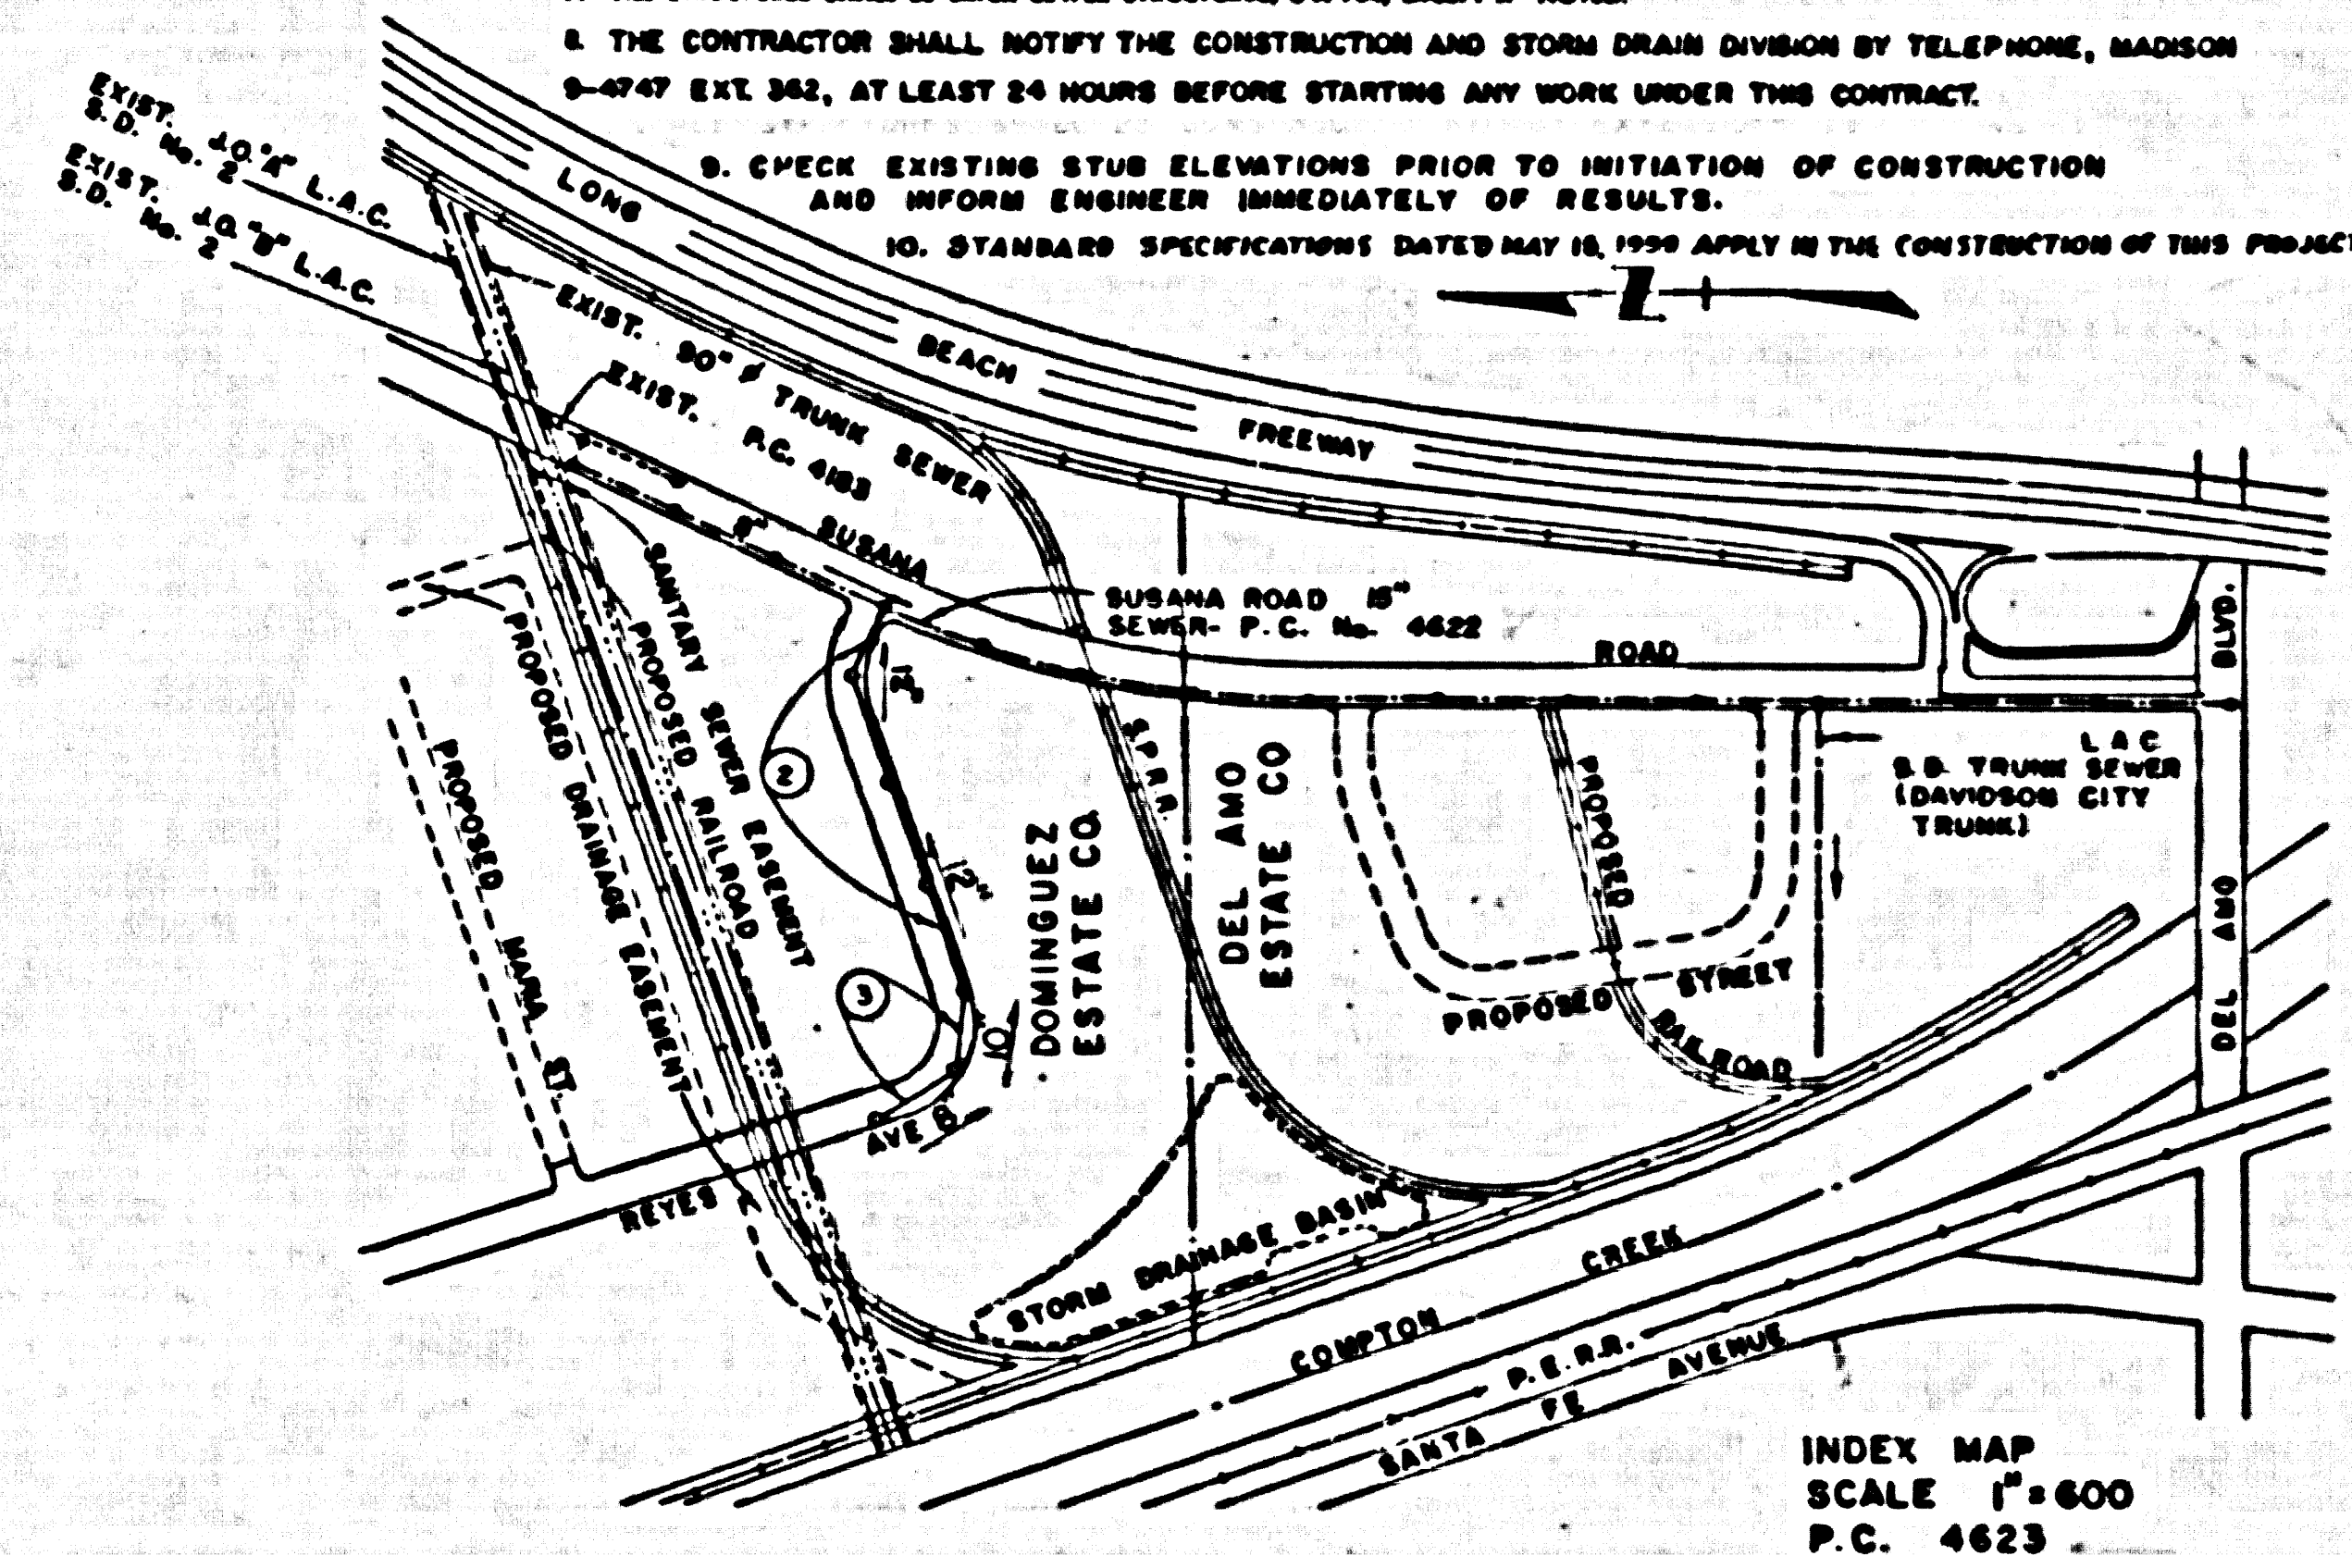 8. THE CONTRACTOR SHALL NOTIFY THE CONSTRUCTION AND STORM DRAIN DIVISION BY TELEPHONE, MADISON
9-4747 EXT. 362, AT LEAST 24 HOURS BEFORE STARTING ANY WORK UNDER THIS CONTRACT.
9. CHECK EXISTING STUB ELEVATIONS PRIOR TO INITIATION OF CONSTRUCTION
AND INFORM ENGINEER IMMEDIATELY OF RESULTS.
10. STANDARD SPECIFICATIONS DATED MAY 18, 1959 APPLY IN THE CONSTRUCTION OF THIS PROJECT
EXIST. J.O. "A" L.A.C.
S.D. No. 2
EXIST. J.O. "B" L.A.C.
S.D. No. 2
LONG BEACH FREEWAY
EXIST. 90" Ø TRUNK SEWER
EXIST. P.C. 4183
8"
SUSANA ROAD
SUSANA ROAD 15"
SEWER- P.C. No. 4622
SANITARY SEWER EASEMENT
PROPOSED RAILROAD
PROPOSED DRAINAGE EASEMENT
PROPOSED MARIA ST.
12"
2
12"
3
10
8
REYES AVE
DOMINGUEZ
ESTATE CO.
S.P.R.R.
DEL AMO
ESTATE CO
PROPOSED RAILROAD
PROPOSED STREET
L A C
S. D. TRUNK SEWER
(DAVIDSON CITY
TRUNK)
DEL AMO BLVD.
STORM DRAINAGE BASIN
COMPTON CREEK
P.E.R.R.
SANTA FE AVENUE
INDEX MAP
SCALE 1"=600
P.C. 4623